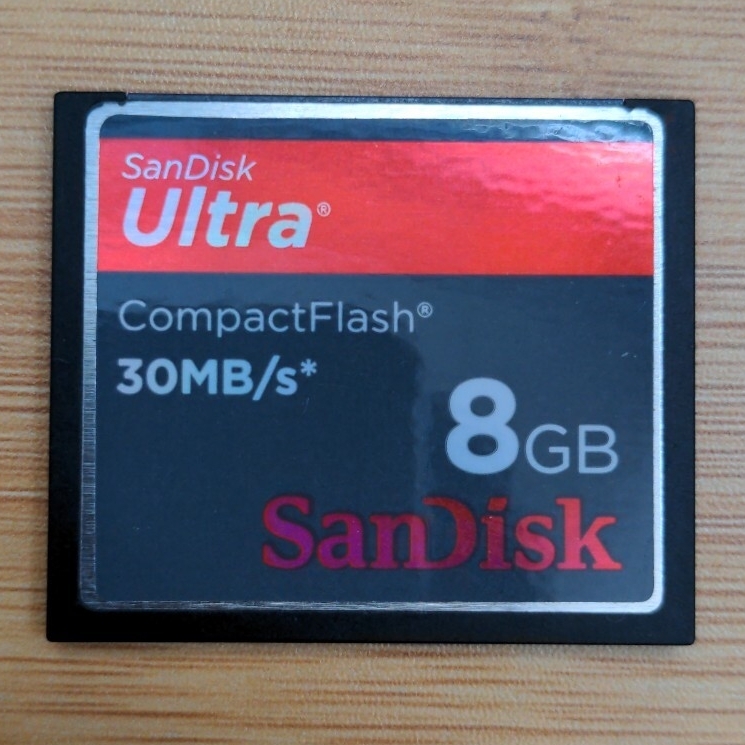 SanDisk
Ultra®
CompactFlash®
30MB/s*
8GB
SanDisk